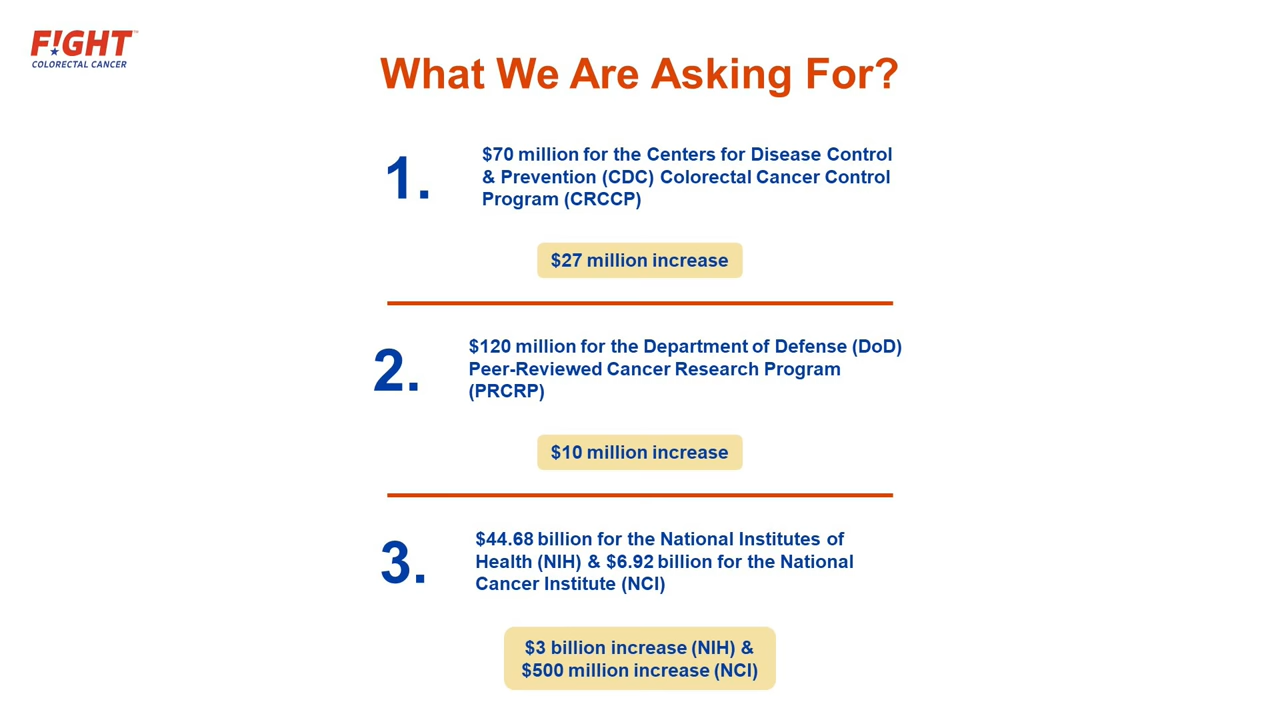 F!GHT™
COLORECTAL CANCER
What We Are Asking For?
1.
$70 million for the Centers for Disease Control
& Prevention (CDC) Colorectal Cancer Control
Program (CRCCP)
$27 million increase
2.
$120 million for the Department of Defense (DoD)
Peer-Reviewed Cancer Research Program
(PRCRP)
$10 million increase
3.
$44.68 billion for the National Institutes of
Health (NIH) & $6.92 billion for the National
Cancer Institute (NCI)
$3 billion increase (NIH) &
$500 million increase (NCI)